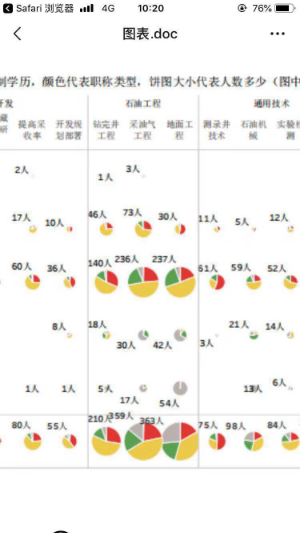 Safari 浏览器 4G 10:20 76%
图表.doc
制学历，颜色代表职称类型，饼图大小代表人数多少（图中
开发 石油工程 通用技术
藏研 提高采收率 开发规划部署 钻完井工程 采油气工程 地面工程 测录井技术 石油机械 实验检测
2人 1人 3人
17人 10人 46人 73人 30人 11人 5人 12人
60人 36人 140人 236人 237人 61人 59人 52人
8人 18人 30人 42人 3人 21人 14人
1人 1人 5人 17人 54人 13人 6人
80人 55人 210人 359人 363人 75人 98人 84人